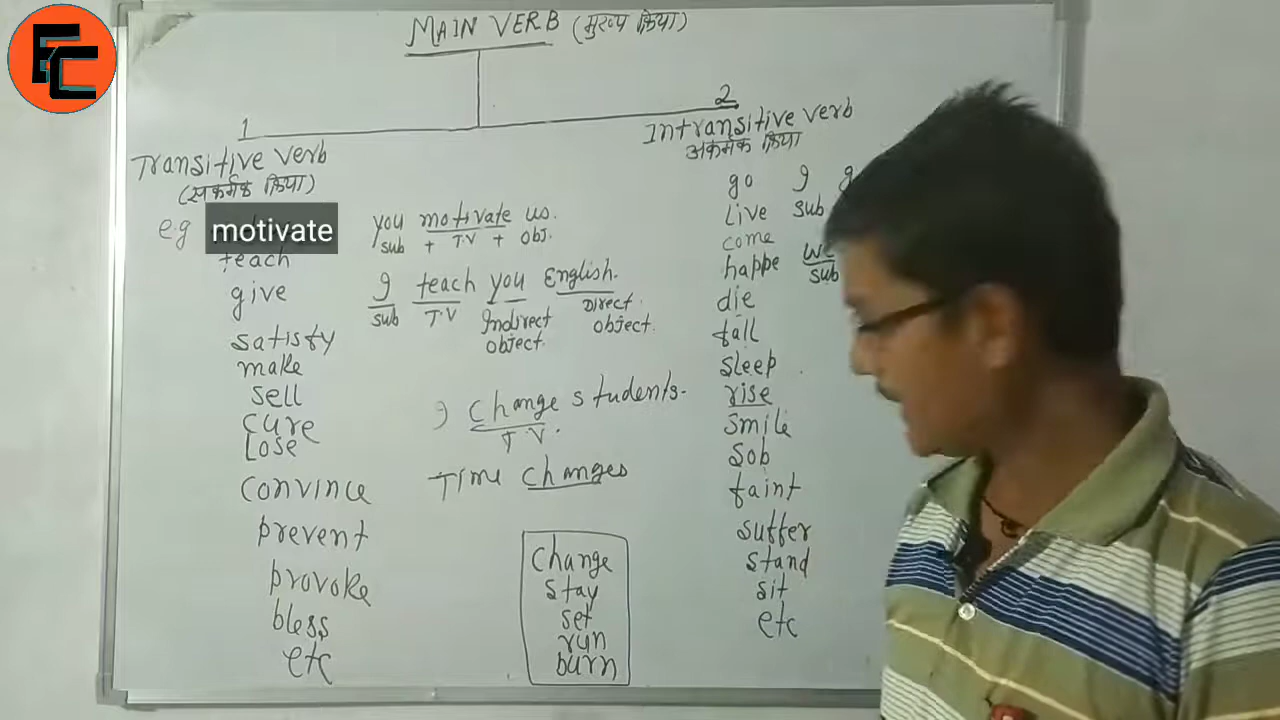 EC
MAIN VERB (मुख्य क्रिया)
1
Transitive verb
(सकर्मक क्रिया)
e.g motivate
teach
give
satisfy
make
sell
cure
Lose
convince
prevent
provoke
bless
etc
you motivate us.
sub + T.V + obj.
I teach you English.
sub T.V Indirect object. Direct object.
I change students.
T.V.
Time changes
change
stay
set
run
burn
2
Intransitive verb
अकर्मक क्रिया
go I g
Live sub
come
happe we
sub
die
fall
sleep
rise
smile
sob
faint
suffer
stand
sit
etc